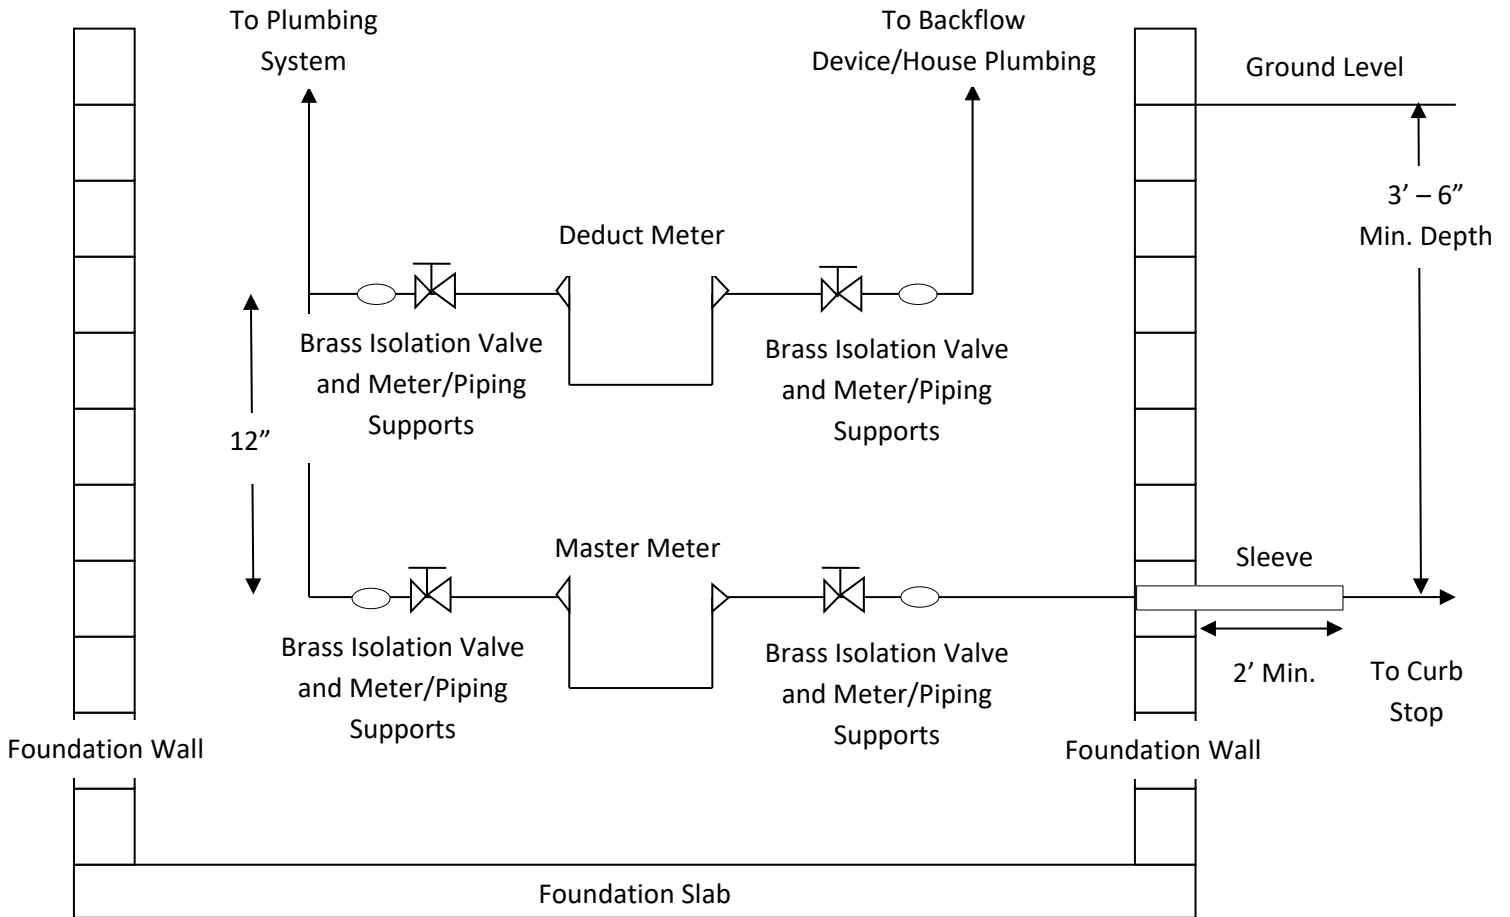 To Plumbing
System
To Backflow
Device/House Plumbing
Ground Level
3’ – 6”
Min. Depth
Deduct Meter
Brass Isolation Valve
and Meter/Piping
Supports
Brass Isolation Valve
and Meter/Piping
Supports
12”
Master Meter
Sleeve
Brass Isolation Valve
and Meter/Piping
Supports
Brass Isolation Valve
and Meter/Piping
Supports
2’ Min.
To Curb
Stop
Foundation Wall
Foundation Wall
Foundation Slab